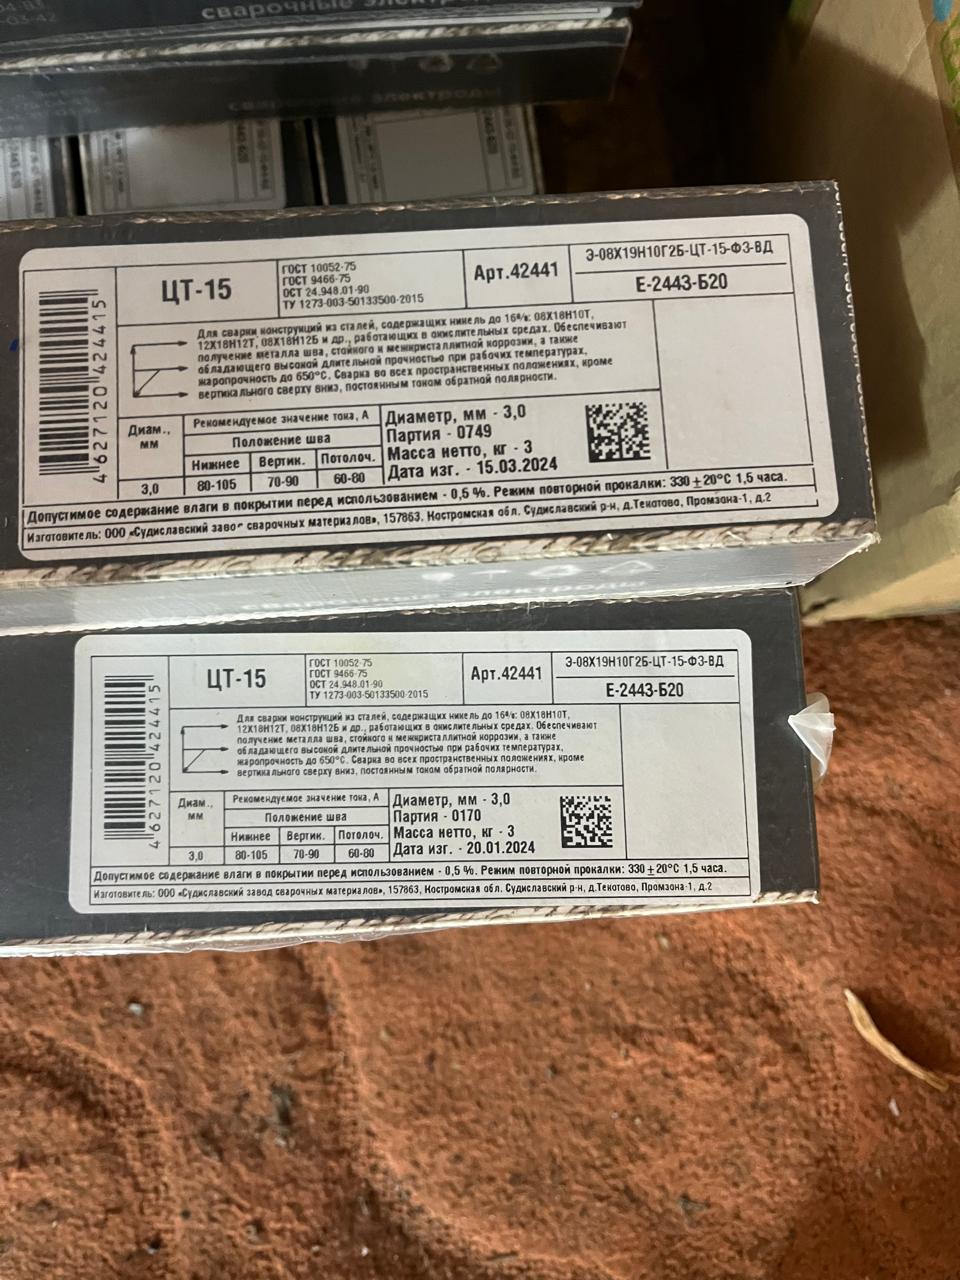 сварочные электроды
сварочные электроды
ЦТ-15
ГОСТ 10052-75
ГОСТ 9466-75
ОСТ 24.948.01-90
ТУ 1273-003-50133500-2015
Арт.42441
Э-08Х19Н10Г2Б-ЦТ-15-ФЗ-ВД
Е-2443-Б20
Для сварки конструкций из сталей, содержащих никель до 16%: 08Х18Н10Т,
12Х18Н12Т, 08Х18Н12Б и др., работающих в окислительных средах. Обеспечивают
получение металла шва, стойкого к межкристаллитной коррозии, а также
обладающего высокой длительной прочностью при рабочих температурах,
жаропрочность до 650°С. Сварка во всех пространственных положениях, кроме
вертикального сверху вниз, постоянным током обратной полярности.
4627120424415
Диам., мм
Рекомендуемое значение тока, А
Положение шва
Нижнее Вертик. Потолоч.
3,0 80-105 70-90 60-80
Диаметр, мм - 3,0
Партия - 0749
Масса нетто, кг - 3
Дата изг. - 15.03.2024
Допустимое содержание влаги в покрытии перед использованием - 0,5 %. Режим повторной прокалки: 330±20°С 1,5 часа.
Изготовитель: ООО «Судиславский завод сварочных материалов», 157863, Костромская обл. Судиславский р-н, д.Текотово, Промзона-1, д.2
сварочные электроды
ЦТ-15
ГОСТ 10052-75
ГОСТ 9466-75
ОСТ 24.948.01-90
ТУ 1273-003-50133500-2015
Арт.42441
Э-08Х19Н10Г2Б-ЦТ-15-ФЗ-ВД
Е-2443-Б20
Для сварки конструкций из сталей, содержащих никель до 16%: 08Х18Н10Т,
12Х18Н12Т, 08Х18Н12Б и др., работающих в окислительных средах. Обеспечивают
получение металла шва, стойкого к межкристаллитной коррозии, а также
обладающего высокой длительной прочностью при рабочих температурах,
жаропрочность до 650°С. Сварка во всех пространственных положениях, кроме
вертикального сверху вниз, постоянным током обратной полярности.
4627120424415
Диам., мм
Рекомендуемое значение тока, А
Положение шва
Нижнее Вертик. Потолоч.
3,0 80-105 70-90 60-80
Диаметр, мм - 3,0
Партия - 0170
Масса нетто, кг - 3
Дата изг. - 20.01.2024
Допустимое содержание влаги в покрытии перед использованием - 0,5 %. Режим повторной прокалки: 330±20°С 1,5 часа.
Изготовитель: ООО «Судиславский завод сварочных материалов», 157863, Костромская обл. Судиславский р-н, д.Текотово, Промзона-1, д.2